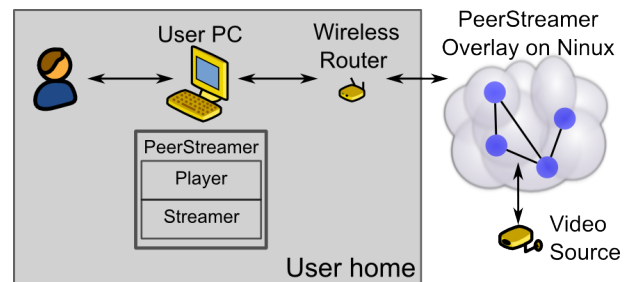 User PC
Wireless
Router
PeerStreamer
Overlay on Ninux
PeerStreamer
Player
Streamer
User home
Video
Source